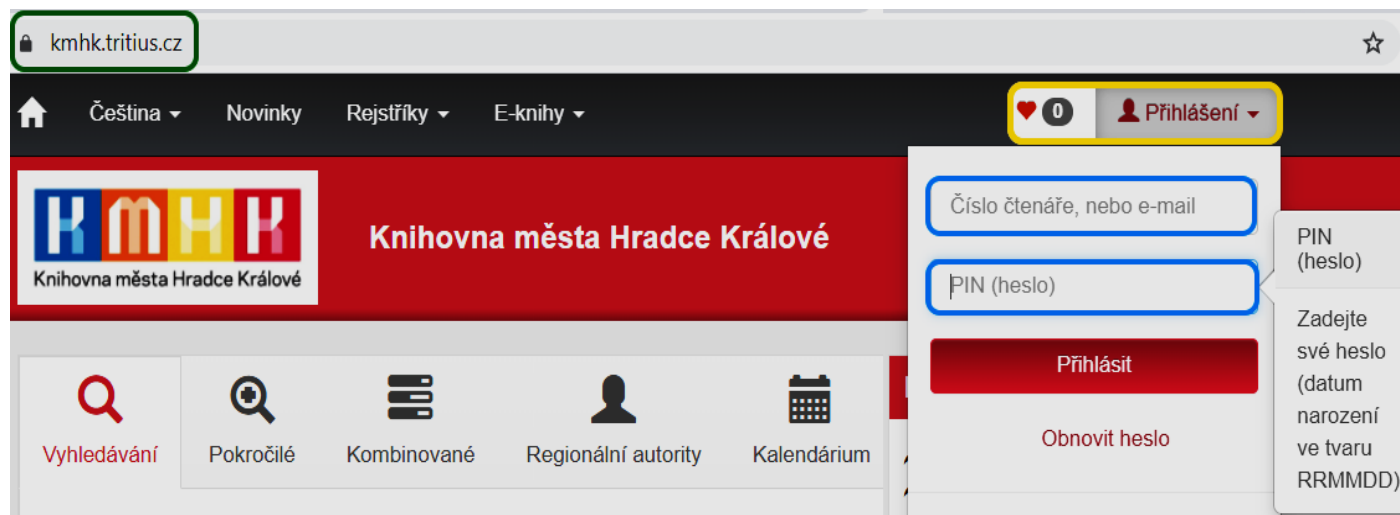 kmhk.tritius.cz
Čeština Novinky Rejstříky E-knihy 0 Přihlášení
KMHK
Knihovna města Hradce Králové
Knihovna města Hradce Králové
Číslo čtenáře, nebo e-mail
PIN (heslo)
Přihlásit
Obnovit heslo
PIN
(heslo)
Zadejte
své heslo
(datum
narození
ve tvaru
RRMMDD)
Vyhledávání Pokročilé Kombinované Regionální autority Kalendárium